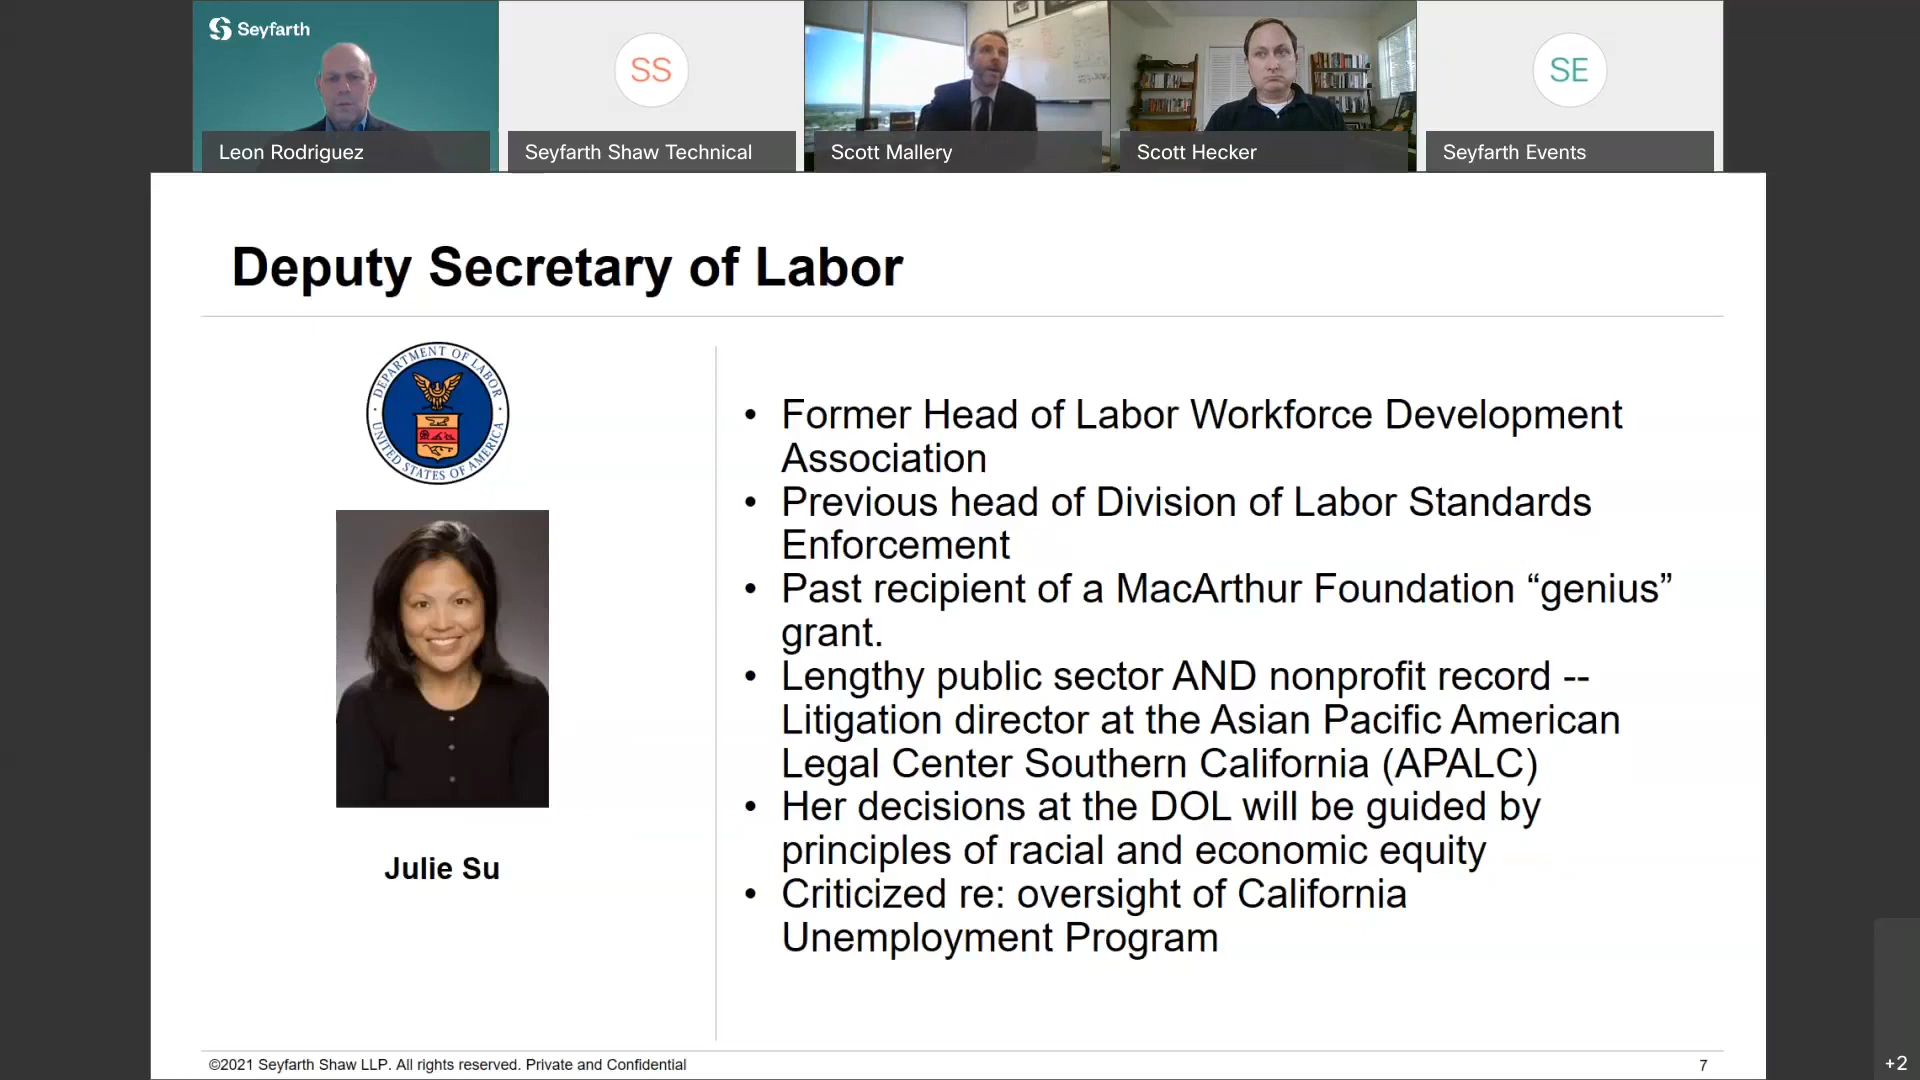 Seyfarth
SS
SE
Leon Rodriguez
Seyfarth Shaw Technical
Scott Mallery
Scott Hecker
Seyfarth Events
Deputy Secretary of Labor
DEPARTMENT OF LABOR
UNITED STATES OF AMERICA
Julie Su
• Former Head of Labor Workforce Development
Association
• Previous head of Division of Labor Standards
Enforcement
• Past recipient of a MacArthur Foundation “genius”
grant.
• Lengthy public sector AND nonprofit record --
Litigation director at the Asian Pacific American
Legal Center Southern California (APALC)
• Her decisions at the DOL will be guided by
principles of racial and economic equity
• Criticized re: oversight of California
Unemployment Program
©2021 Seyfarth Shaw LLP. All rights reserved. Private and Confidential
7
+2